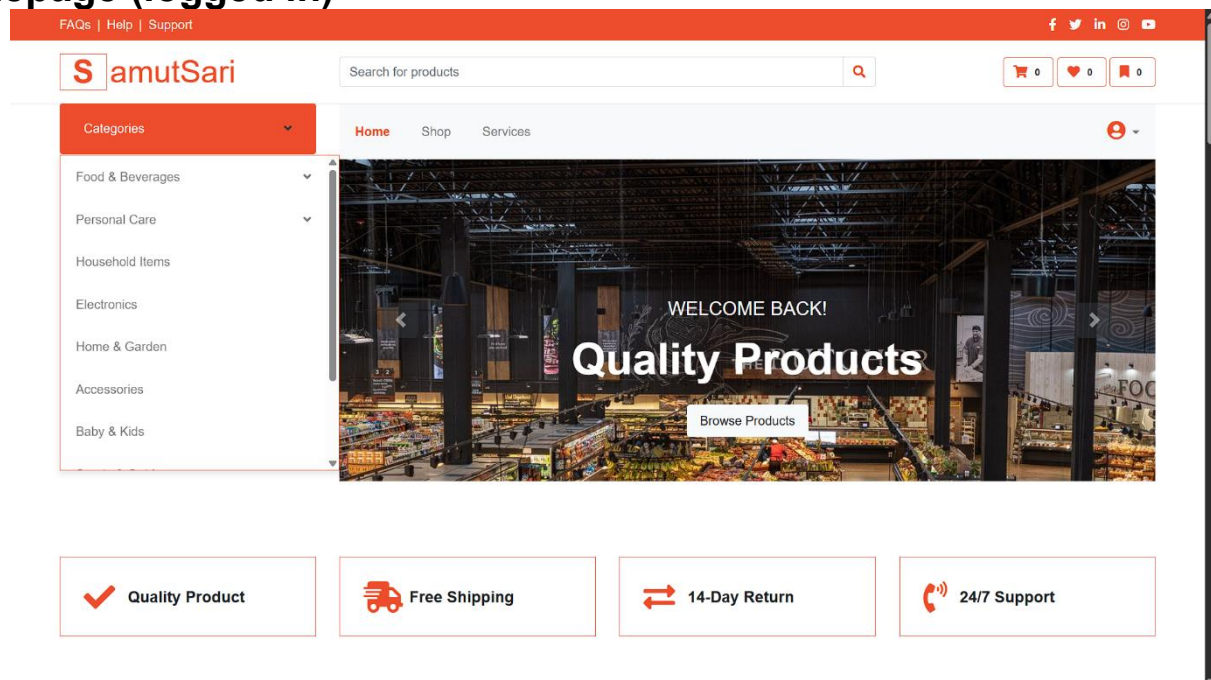 FAQs | Help | Support
S amutSari
Search for products
0 0 0
Categories
Home Shop Services
Food & Beverages
Personal Care
Household Items
Electronics
Home & Garden
Accessories
Baby & Kids
WELCOME BACK!
Quality Products
Browse Products
Quality Product
Free Shipping
14-Day Return
24/7 Support